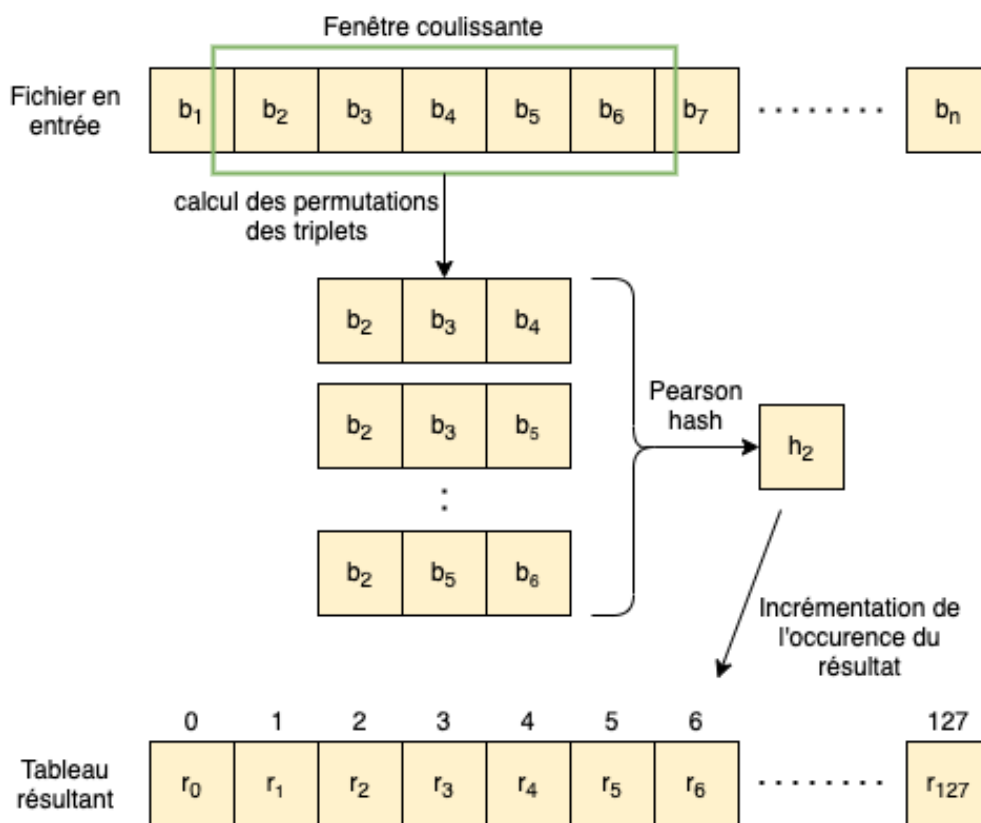 Fenêtre coulissante
Fichier en
entrée
b1 b2 b3 b4 b5 b6 b7 ........ bn
calcul des permutations
des triplets
b2 b3 b4
b2 b3 b5
⋮
b2 b5 b6
Pearson
hash
h2
Incrémentation de
l'occurence du
résultat
0 1 2 3 4 5 6 127
Tableau
résultant
r0 r1 r2 r3 r4 r5 r6 ........ r127